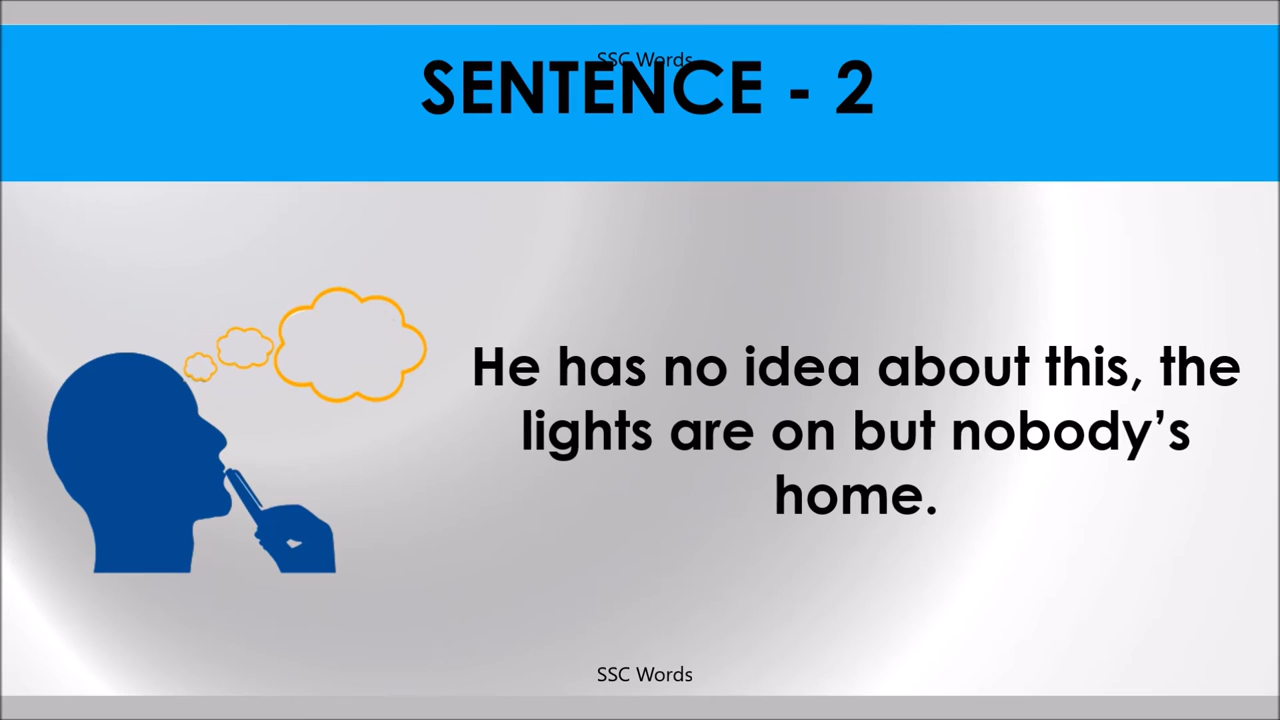 SSC Words
SENTENCE - 2
He has no idea about this, the
lights are on but nobody’s
home.
SSC Words